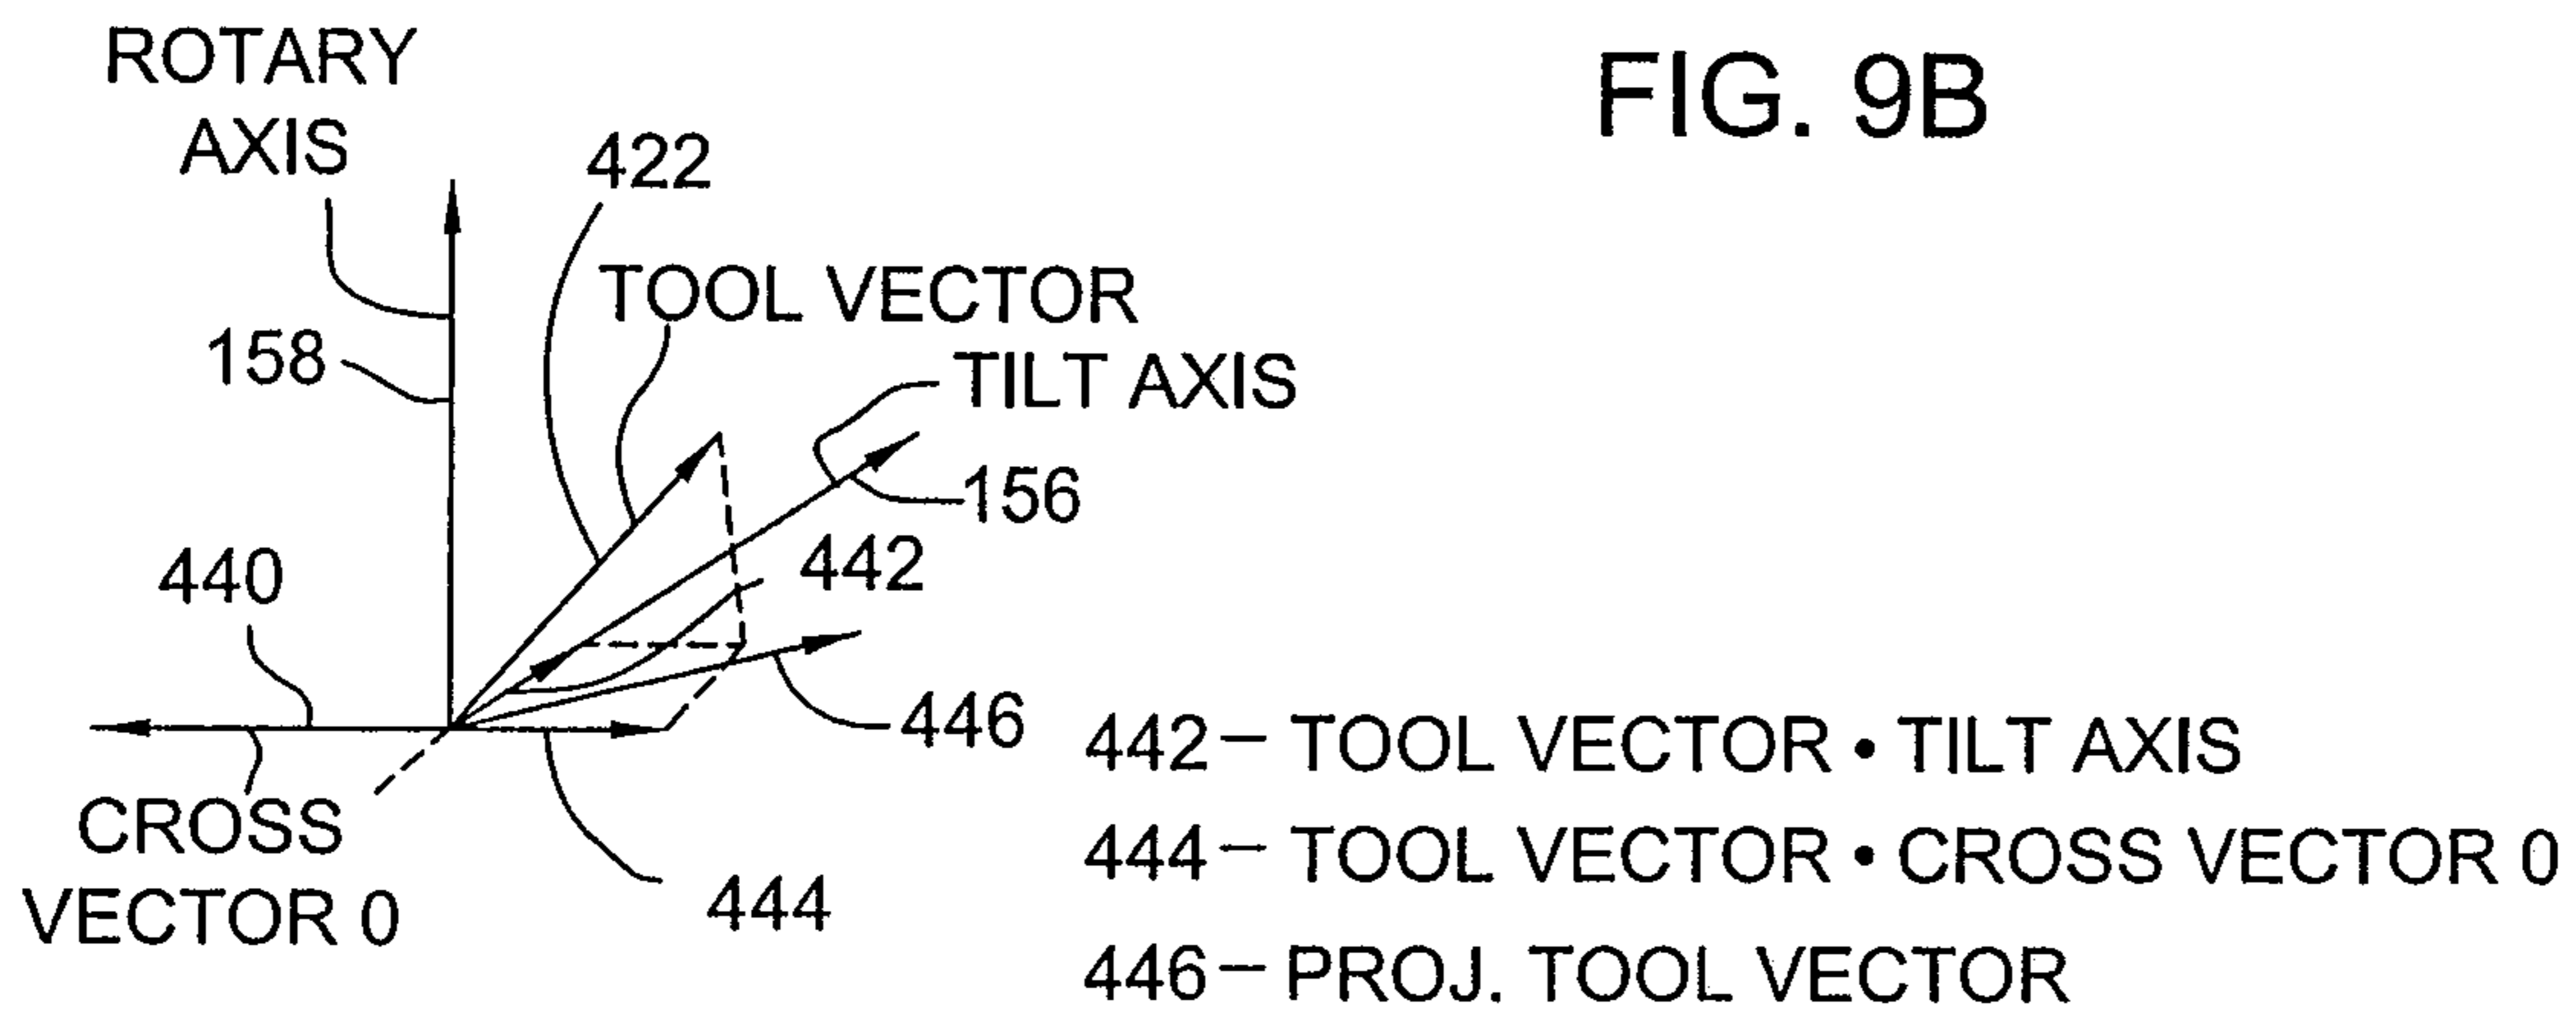 FIG. 9B
ROTARY
AXIS
422
TOOL VECTOR
158
TILT AXIS
156
442
440
446
CROSS
VECTOR 0
444
442 — TOOL VECTOR • TILT AXIS
444 — TOOL VECTOR • CROSS VECTOR 0
446 — PROJ. TOOL VECTOR